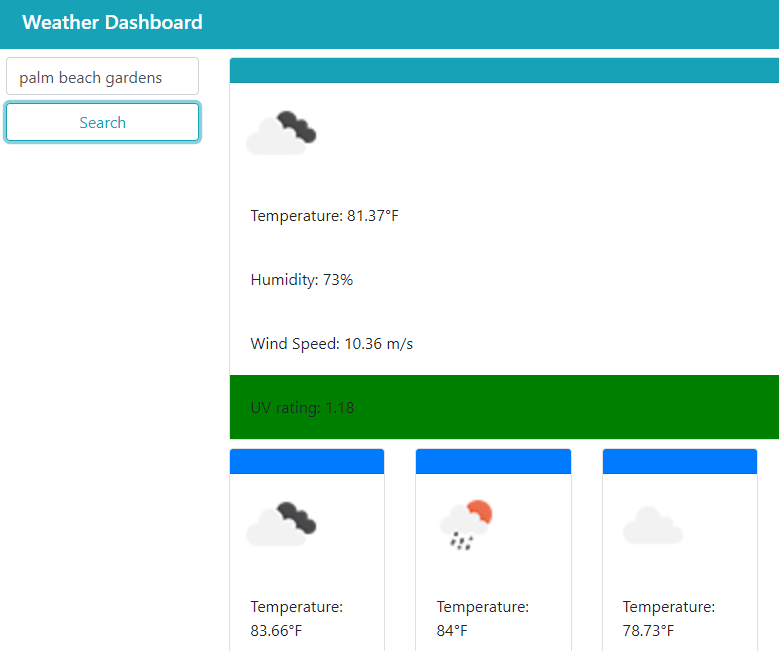 Weather Dashboard
palm beach gardens
Search
Temperature: 81.37°F
Humidity: 73%
Wind Speed: 10.36 m/s
UV rating: 1.18
Temperature:
83.66°F
Temperature:
84°F
Temperature:
78.73°F